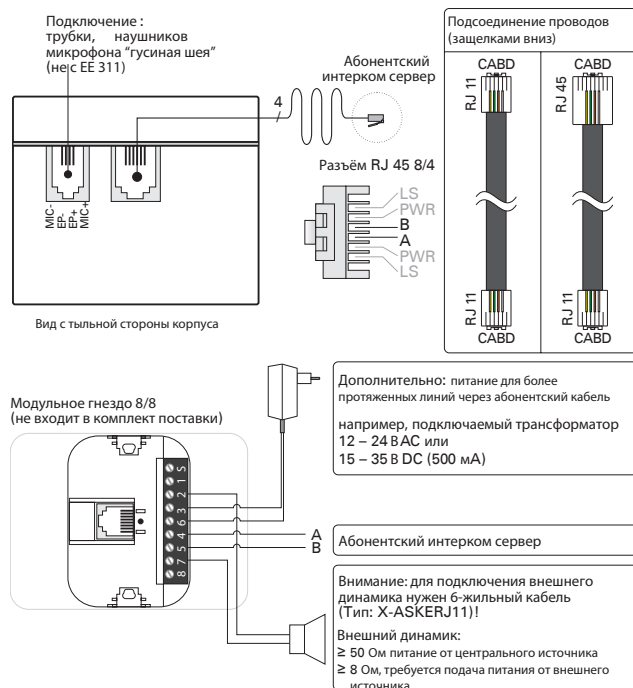 Подключение :
трубки, наушников
микрофона “гусиная шея”
(не с EE 311)
Абонентский
интерком сервер
4
Разъём RJ 45 8/4
LS
PWR
B
A
PWR
LS
MIC-
EP-
EP+
MIC+
Вид с тыльной стороны корпуса
Подсоединение проводов
(защелками вниз)
CABD
RJ 11
RJ 11
CABD
CABD
RJ 45
RJ 11
CABD
Модульное гнездо 8/8
(не входит в комплект поставки)
S
1
2
3
6
4
5
7
8
A
B
Дополнительно: питание для более
протяженных линий через абонентский кабель
например, подключаемый трансформатор
12 – 24 В AC или
15 – 35 В DC (500 мА)
Абонентский интерком сервер
Внимание: для подключения внешнего
динамика нужен 6-жильный кабель
(Тип: X-ASKERJ11)!
Внешний динамик:
≥ 50 Ом питание от центрального источника
≥ 8 Ом, требуется подача питания от внешнего
источника